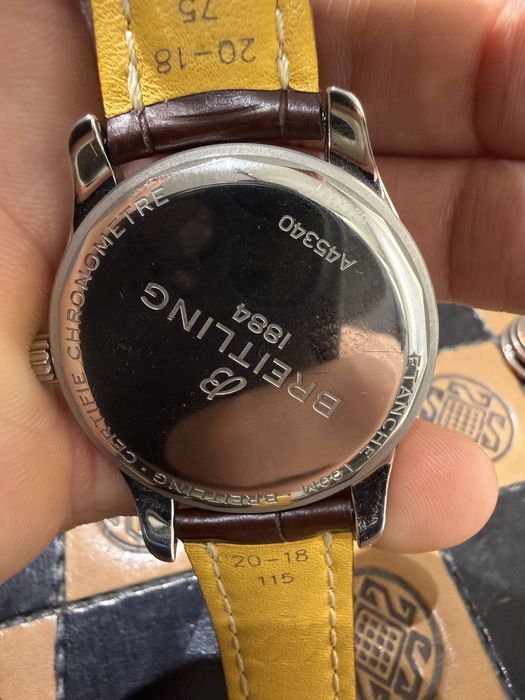 20-18
75
A45340
B
BREITLING
1884
BREITLING · CERTIFIE CHRONOMETRE
ETANCHE 100M ·
20-18
115